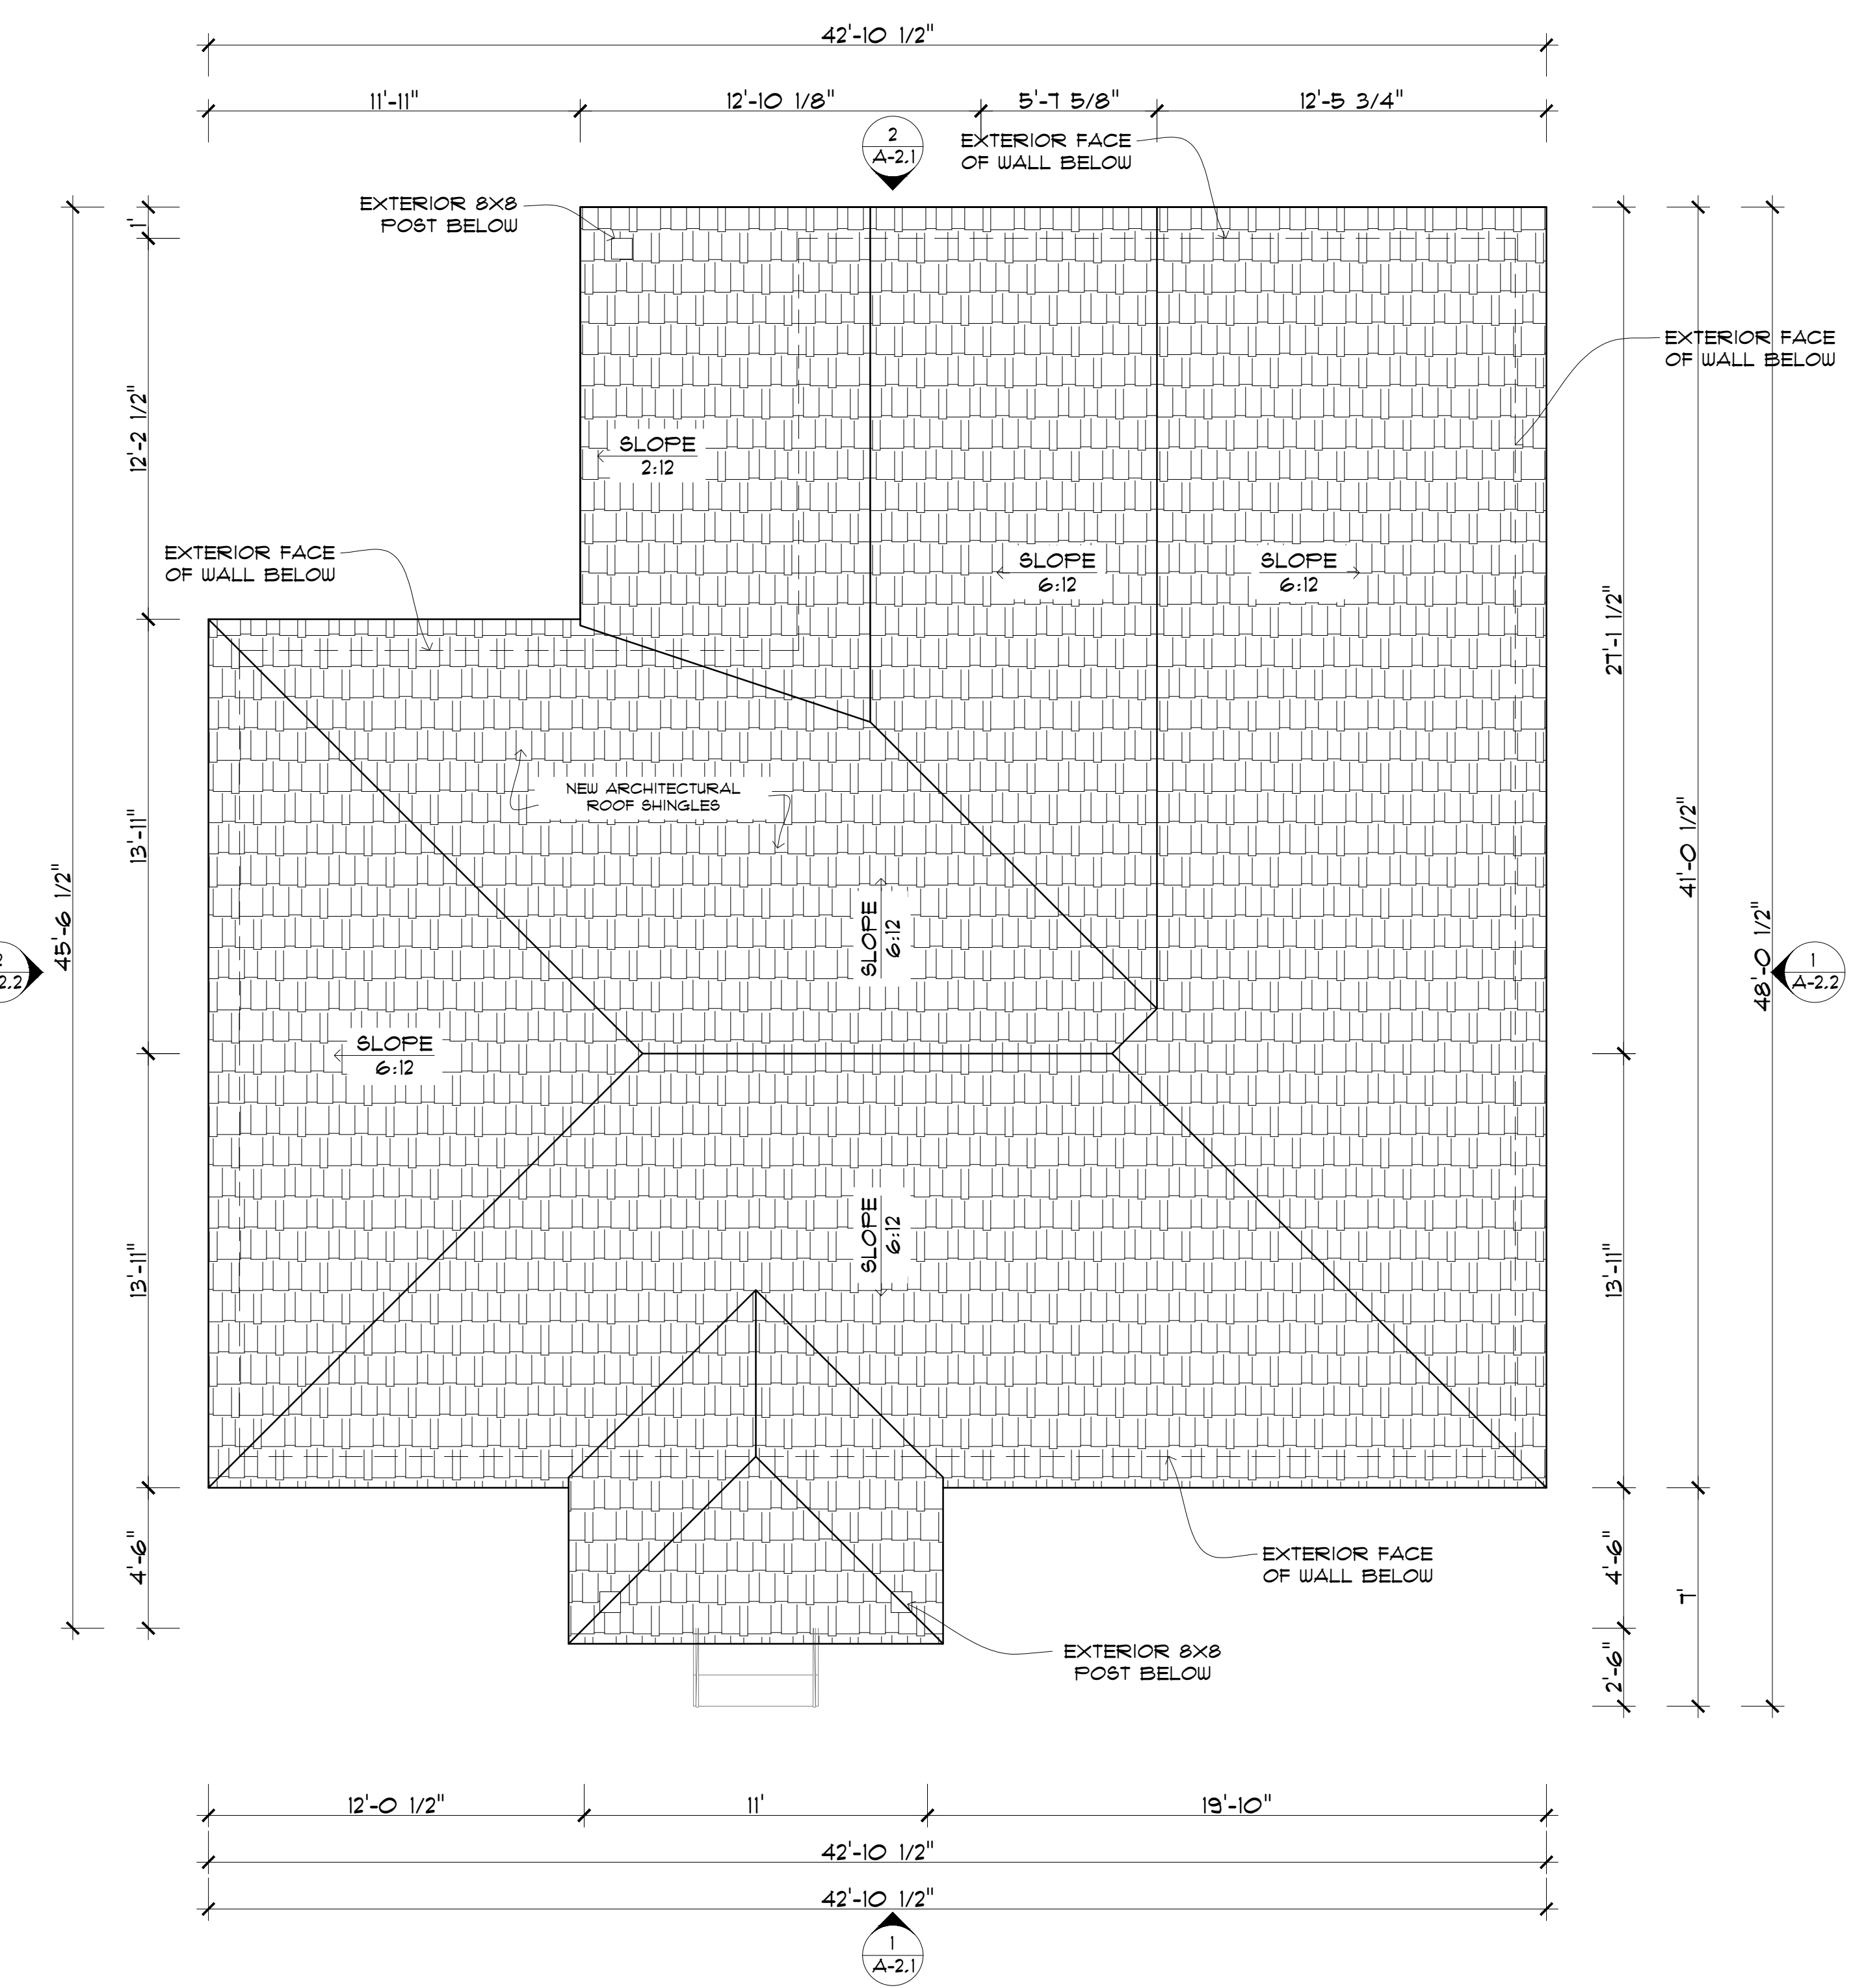 42'-10 1/2"
11'-11"
12'-10 1/8"
5'-7 5/8"
12'-5 3/4"
2
A-2.1
EXTERIOR FACE
OF WALL BELOW
EXTERIOR 8X8
POST BELOW
1'
EXTERIOR FACE
OF WALL BELOW
12'-2 1/2"
SLOPE
2:12
EXTERIOR FACE
OF WALL BELOW
SLOPE
6:12
SLOPE
6:12
27'-1 1/2"
NEW ARCHITECTURAL
ROOF SHINGLES
13'-11"
45'-6 1/2"
41'-0 1/2"
48'-0 1/2"
SLOPE
6:12
2.2
1
A-2.2
SLOPE
6:12
SLOPE
6:12
13'-11"
13'-11"
4'-6"
EXTERIOR FACE
OF WALL BELOW
4'-6"
7'
EXTERIOR 8X8
POST BELOW
2'-6"
12'-0 1/2"
11'
19'-10"
42'-10 1/2"
42'-10 1/2"
1
A-2.1